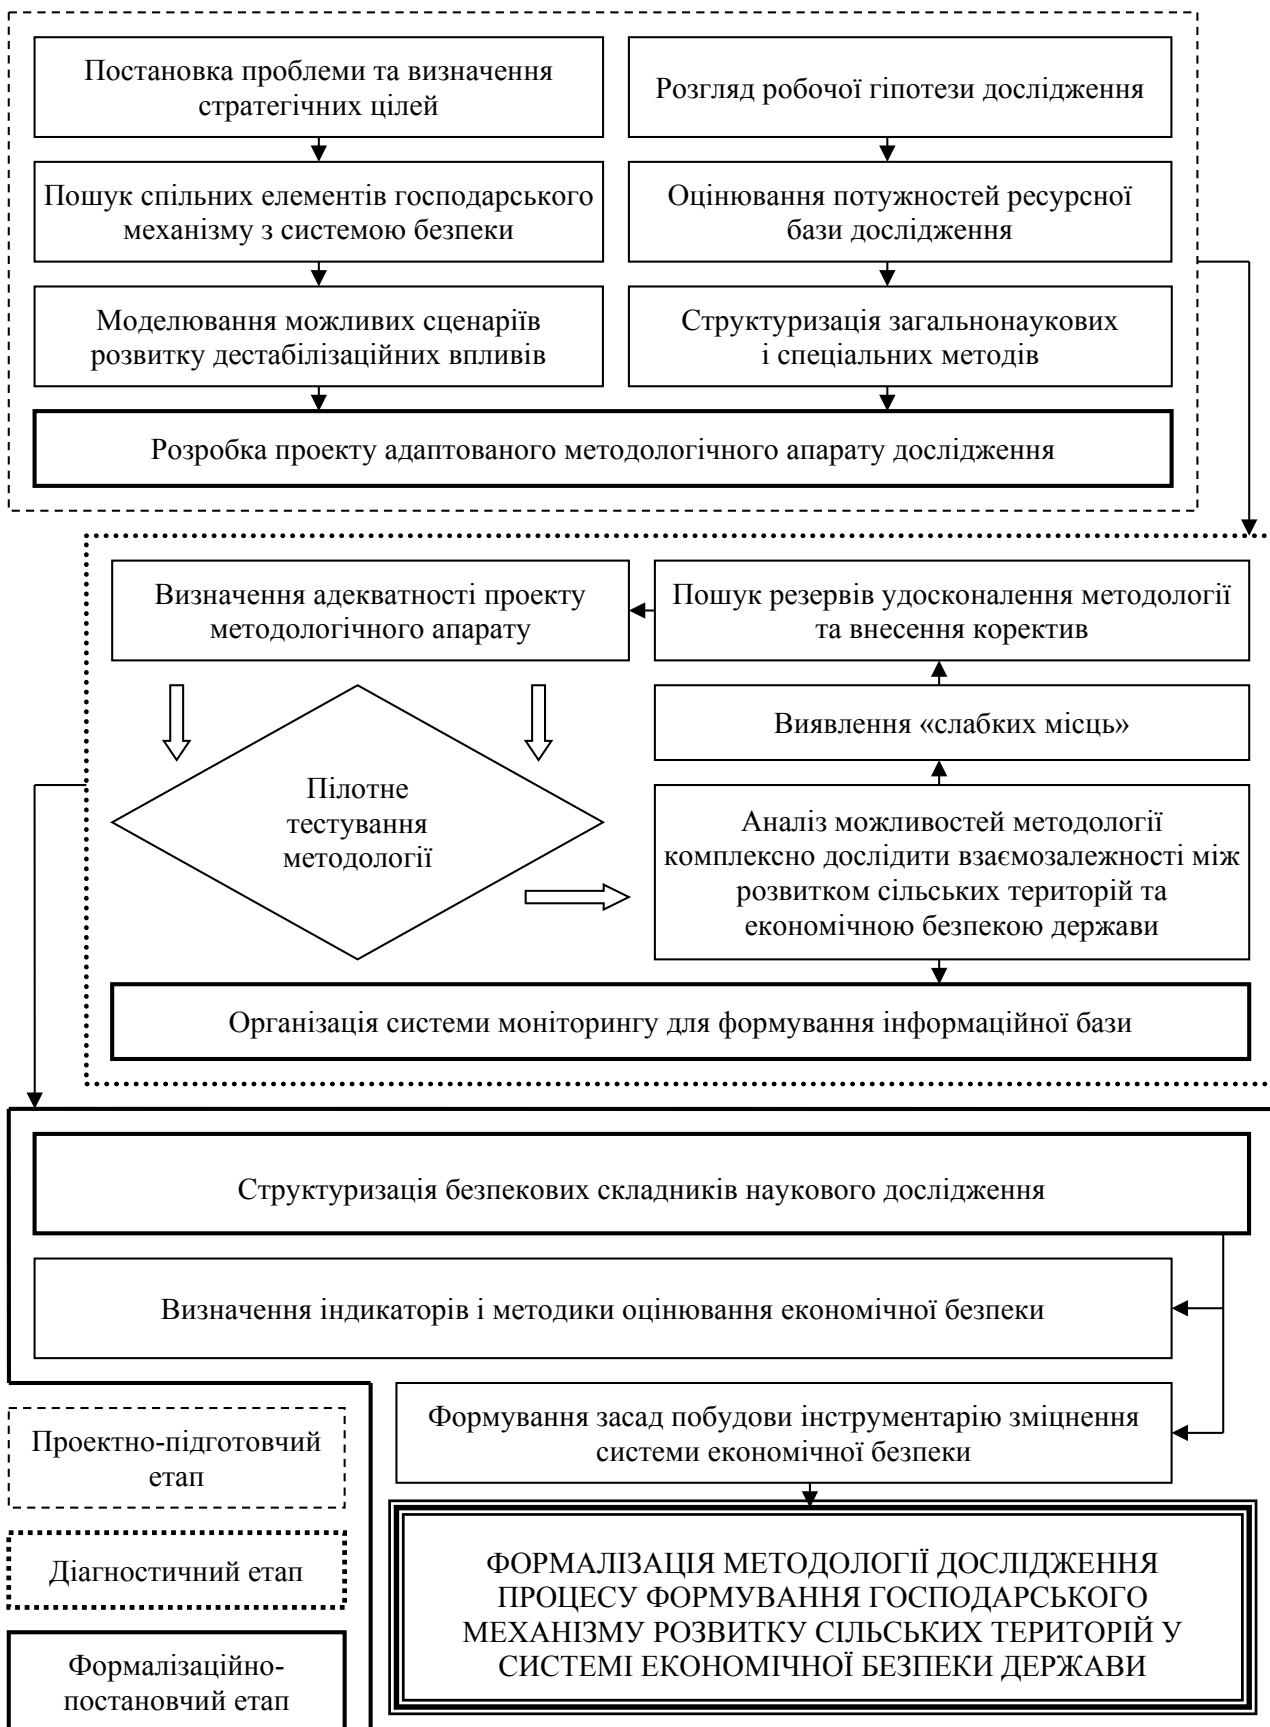 Постановка проблеми та визначення
стратегічних цілей
Розгляд робочої гіпотези дослідження
Пошук спільних елементів господарського
механізму з системою безпеки
Оцінювання потужностей ресурсної
бази дослідження
Моделювання можливих сценаріїв
розвитку дестабілізаційних впливів
Структуризація загальнонаукових
і спеціальних методів
Розробка проекту адаптованого методологічного апарату дослідження
Визначення адекватності проекту
методологічного апарату
Пошук резервів удосконалення методології
та внесення коректив
Виявлення «слабких місць»
Пілотне
тестування
методології
Аналіз можливостей методології
комплексно дослідити взаємозалежності між
розвитком сільських територій та
економічною безпекою держави
Організація системи моніторингу для формування інформаційної бази
Структуризація безпекових складників наукового дослідження
Визначення індикаторів і методики оцінювання економічної безпеки
Формування засад побудови інструментарію зміцнення
системи економічної безпеки
Проектно-підготовчий
етап
Діагностичний етап
Формалізаційно-
постановчий етап
ФОРМАЛІЗАЦІЯ МЕТОДОЛОГІЇ ДОСЛІДЖЕННЯ
ПРОЦЕСУ ФОРМУВАННЯ ГОСПОДАРСЬКОГО
МЕХАНІЗМУ РОЗВИТКУ СІЛЬСЬКИХ ТЕРИТОРІЙ У
СИСТЕМІ ЕКОНОМІЧНОЇ БЕЗПЕКИ ДЕРЖАВИ